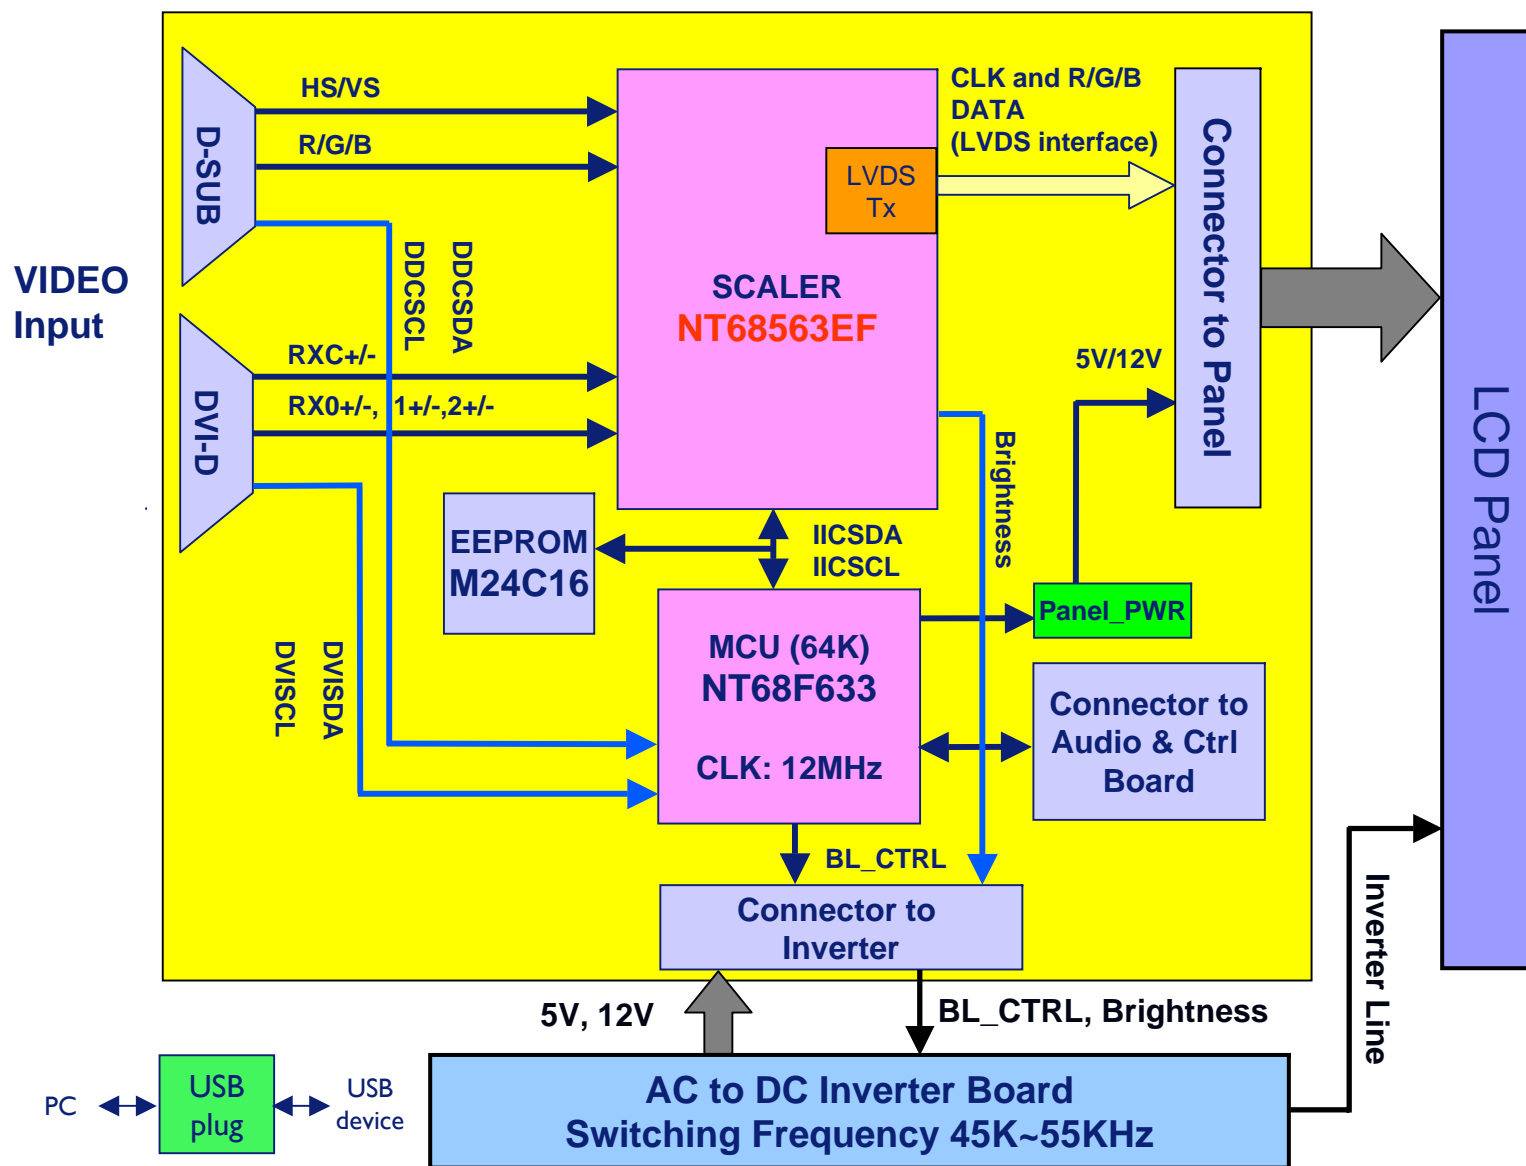 VIDEO
Input
D-SUB
HS/VS
R/G/B
DDCSCL
DDCSDA
DVI-D
RXC+/-
RX0+/-, 1+/-,2+/-
DVISCL
DVISDA
SCALER
NT68563EF
LVDS
Tx
CLK and R/G/B
DATA
(LVDS interface)
Connector to Panel
5V/12V
Brightness
EEPROM
M24C16
IICSDA
IICSCL
MCU (64K)
NT68F633
CLK: 12MHz
Panel_PWR
Connector to
Audio & Ctrl
Board
BL_CTRL
Connector to
Inverter
LCD Panel
Inverter Line
5V, 12V
BL_CTRL, Brightness
PC
USB
plug
USB
device
AC to DC Inverter Board
Switching Frequency 45K~55KHz